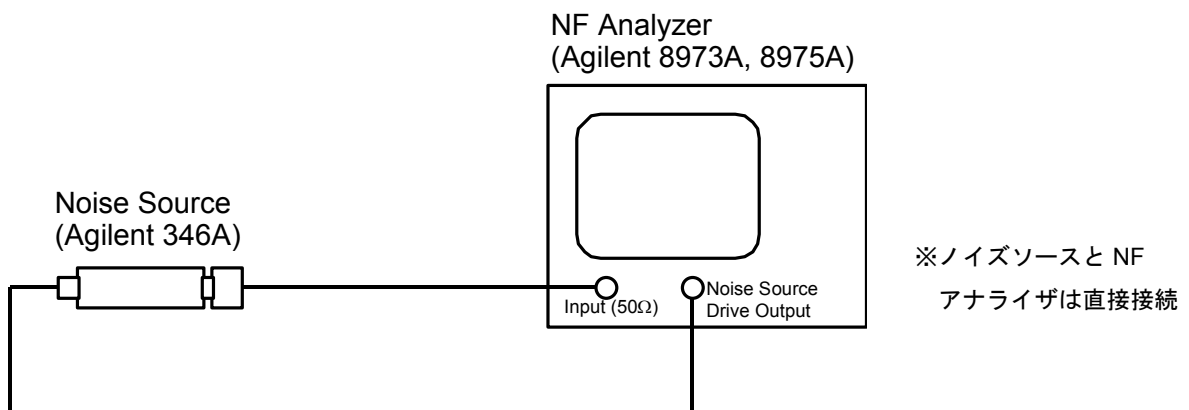 NF Analyzer
(Agilent 8973A, 8975A)
Noise Source
(Agilent 346A)
Input (50Ω)
Noise Source
Drive Output
※ノイズソースと NF
アナライザは直接接続